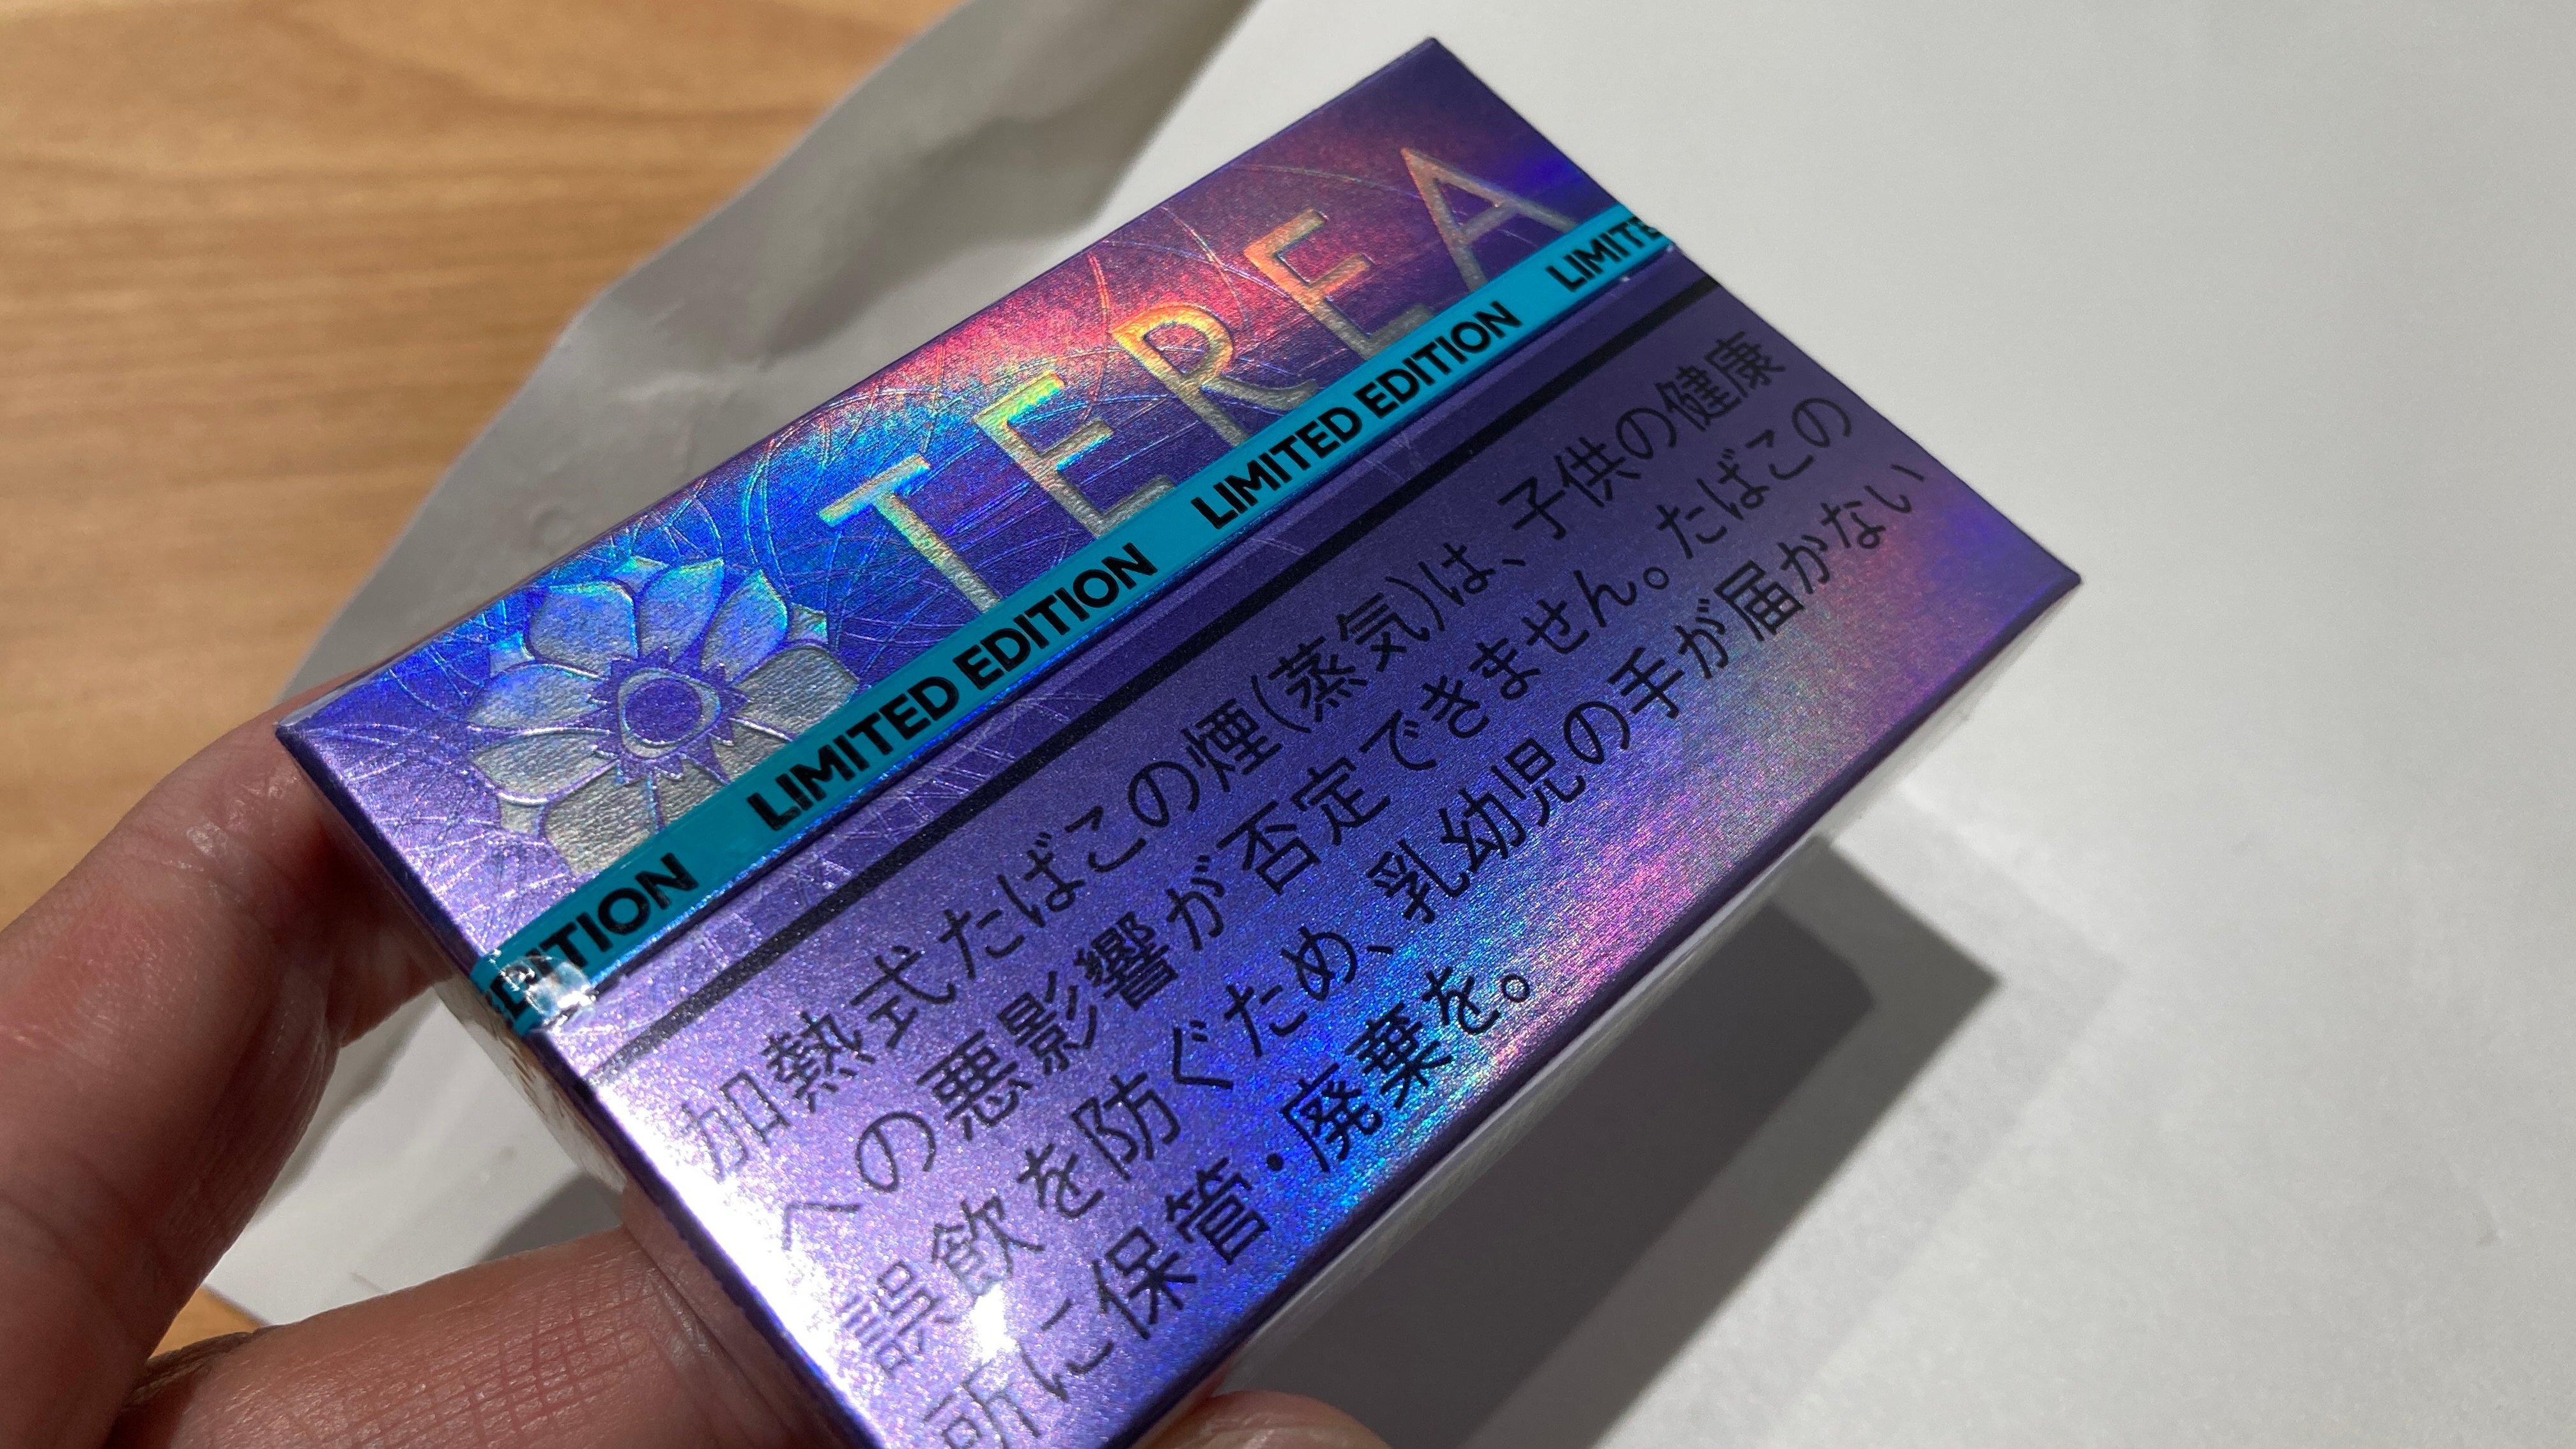 TEREA
EDITION LIMITED EDITION LIMITED EDITION LIMITE
加熱式たばこの煙(蒸気)は、子供の健康
への悪影響が否定できません。たばこの
誤飲を防ぐため、乳幼児の手が届かない
所に保管・廃棄を。